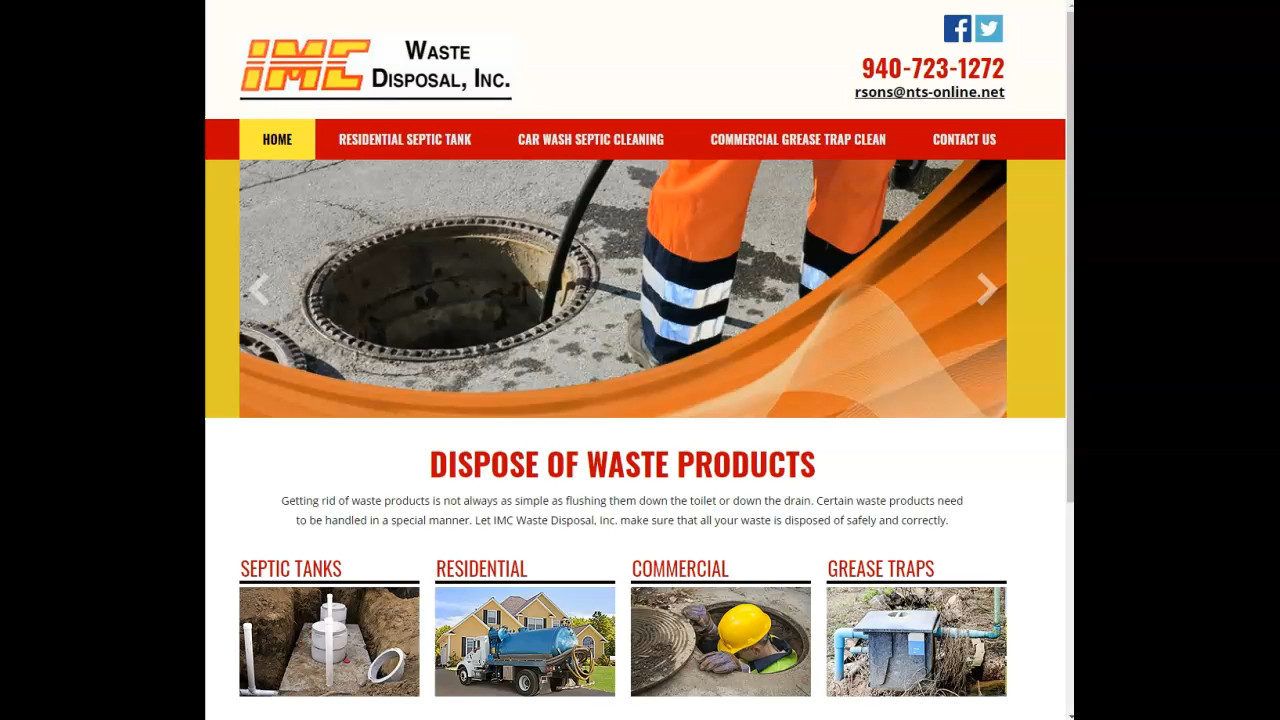 IMC WASTE DISPOSAL, INC.
940-723-1272
rsons@nts-online.net
HOME
RESIDENTIAL SEPTIC TANK
CAR WASH SEPTIC CLEANING
COMMERCIAL GREASE TRAP CLEAN
CONTACT US
DISPOSE OF WASTE PRODUCTS
Getting rid of waste products is not always as simple as flushing them down the toilet or down the drain. Certain waste products need
to be handled in a special manner. Let IMC Waste Disposal, Inc. make sure that all your waste is disposed of safely and correctly.
SEPTIC TANKS
RESIDENTIAL
COMMERCIAL
GREASE TRAPS